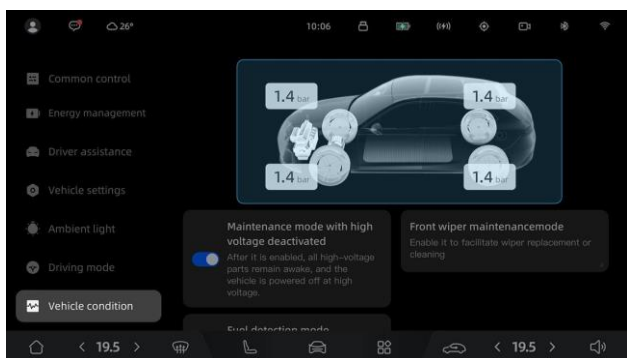 26°
10:06
Common control
Energy management
Driver assistance
Vehicle settings
Ambient light
Driving mode
Vehicle condition
1.4 bar
1.4 bar
1.4 bar
1.4 bar
Maintenance mode with high
voltage deactivated
After it is enabled, all high-voltage
parts remain awake, and the
vehicle is powered off at high
voltage.
Front wiper maintenancemode
Enable it to facilitate wiper replacement or
cleaning
Fuel detection mode
< 19.5 >
< 19.5 >